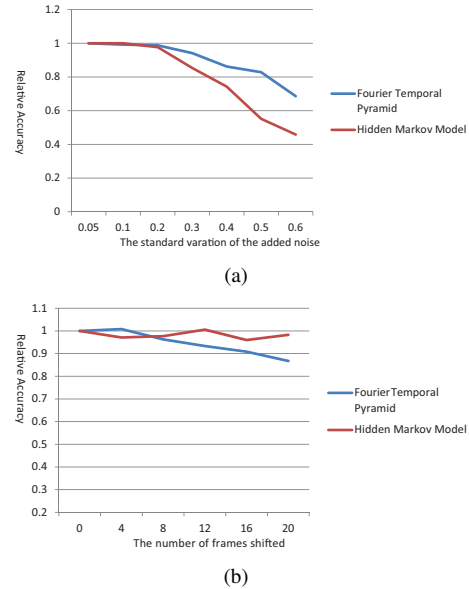 1.2
1
0.8
0.6
0.4
0.2
0
Relative Accuracy
0.05 0.1 0.2 0.3 0.4 0.5 0.6
The standard varation of the added noise
Fourier Temporal
Pyramid
Hidden Markov Model
(a)
1.1
1
0.9
0.8
0.7
0.6
0.5
0.4
0.3
0.2
Relative Accuracy
0 4 8 12 16 20
The number of frames shifted
Fourier Temporal
Pyramid
Hidden Markov Model
(b)